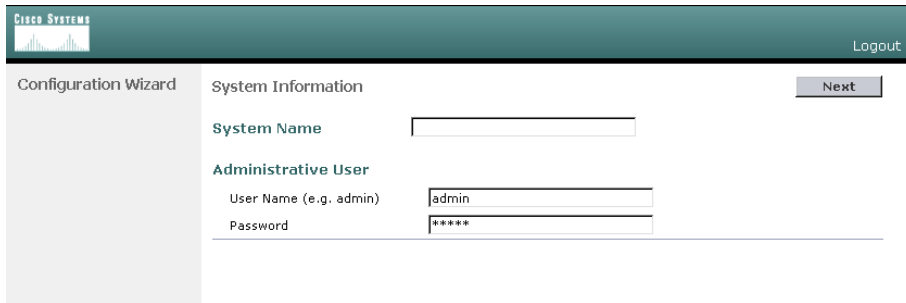 CISCO SYSTEMS
Logout
Configuration Wizard
System Information
Next
System Name
Administrative User
User Name (e.g. admin)
admin
Password
*****